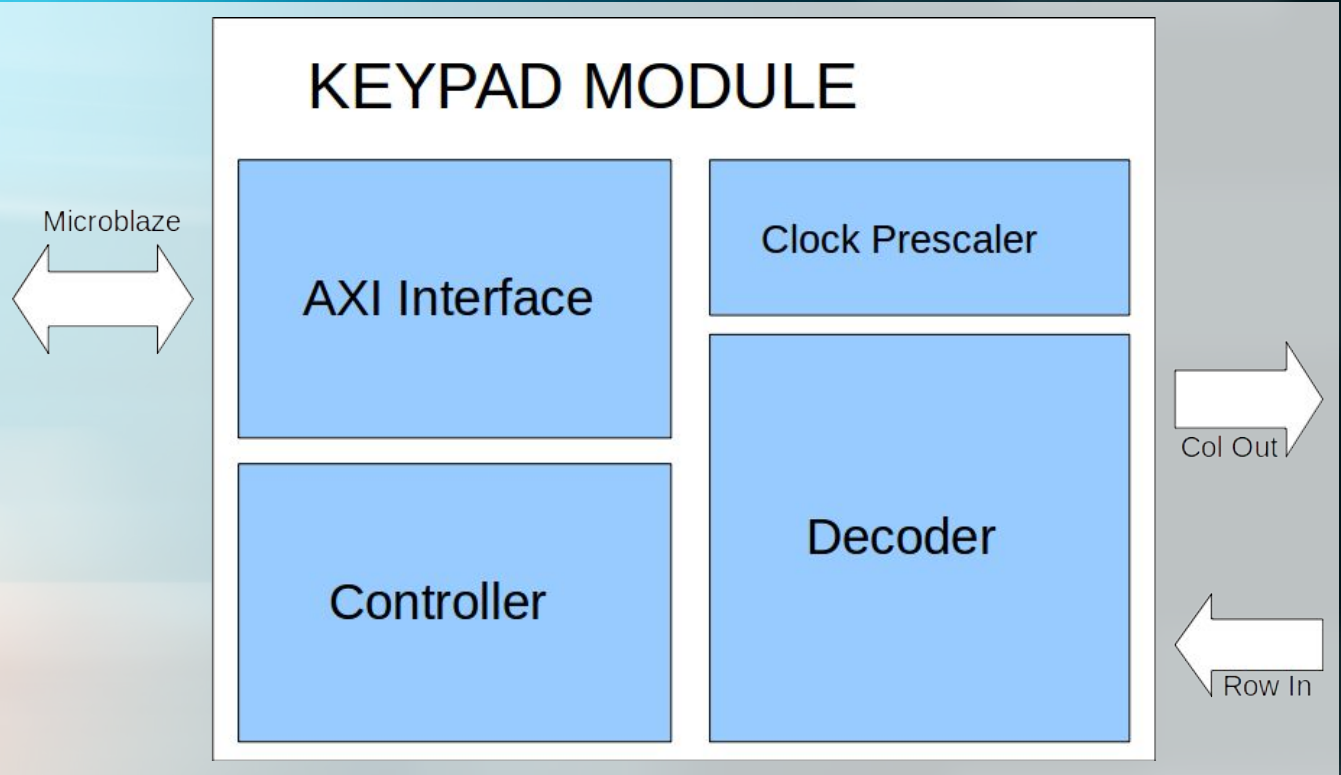 KEYPAD MODULE
Microblaze
AXI Interface
Clock Prescaler
Controller
Decoder
Col Out
Row In